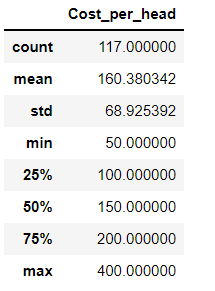 Cost_per_head
count 117.000000
mean 160.380342
std 68.925392
min 50.000000
25% 100.000000
50% 150.000000
75% 200.000000
max 400.000000